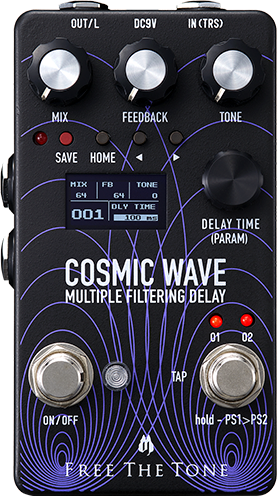 OUT/L DC9V IN (TRS)
MIX FEEDBACK TONE
SAVE HOME ◀ ▶
MIX FB TONE
64 64 0
001 DLY TIME
100 ms
DELAY TIME
(PARAM)
COSMIC WAVE
MULTIPLE FILTERING DELAY
01 02
TAP
ON/OFF hold – PS1>PS2
FREE THE TONE